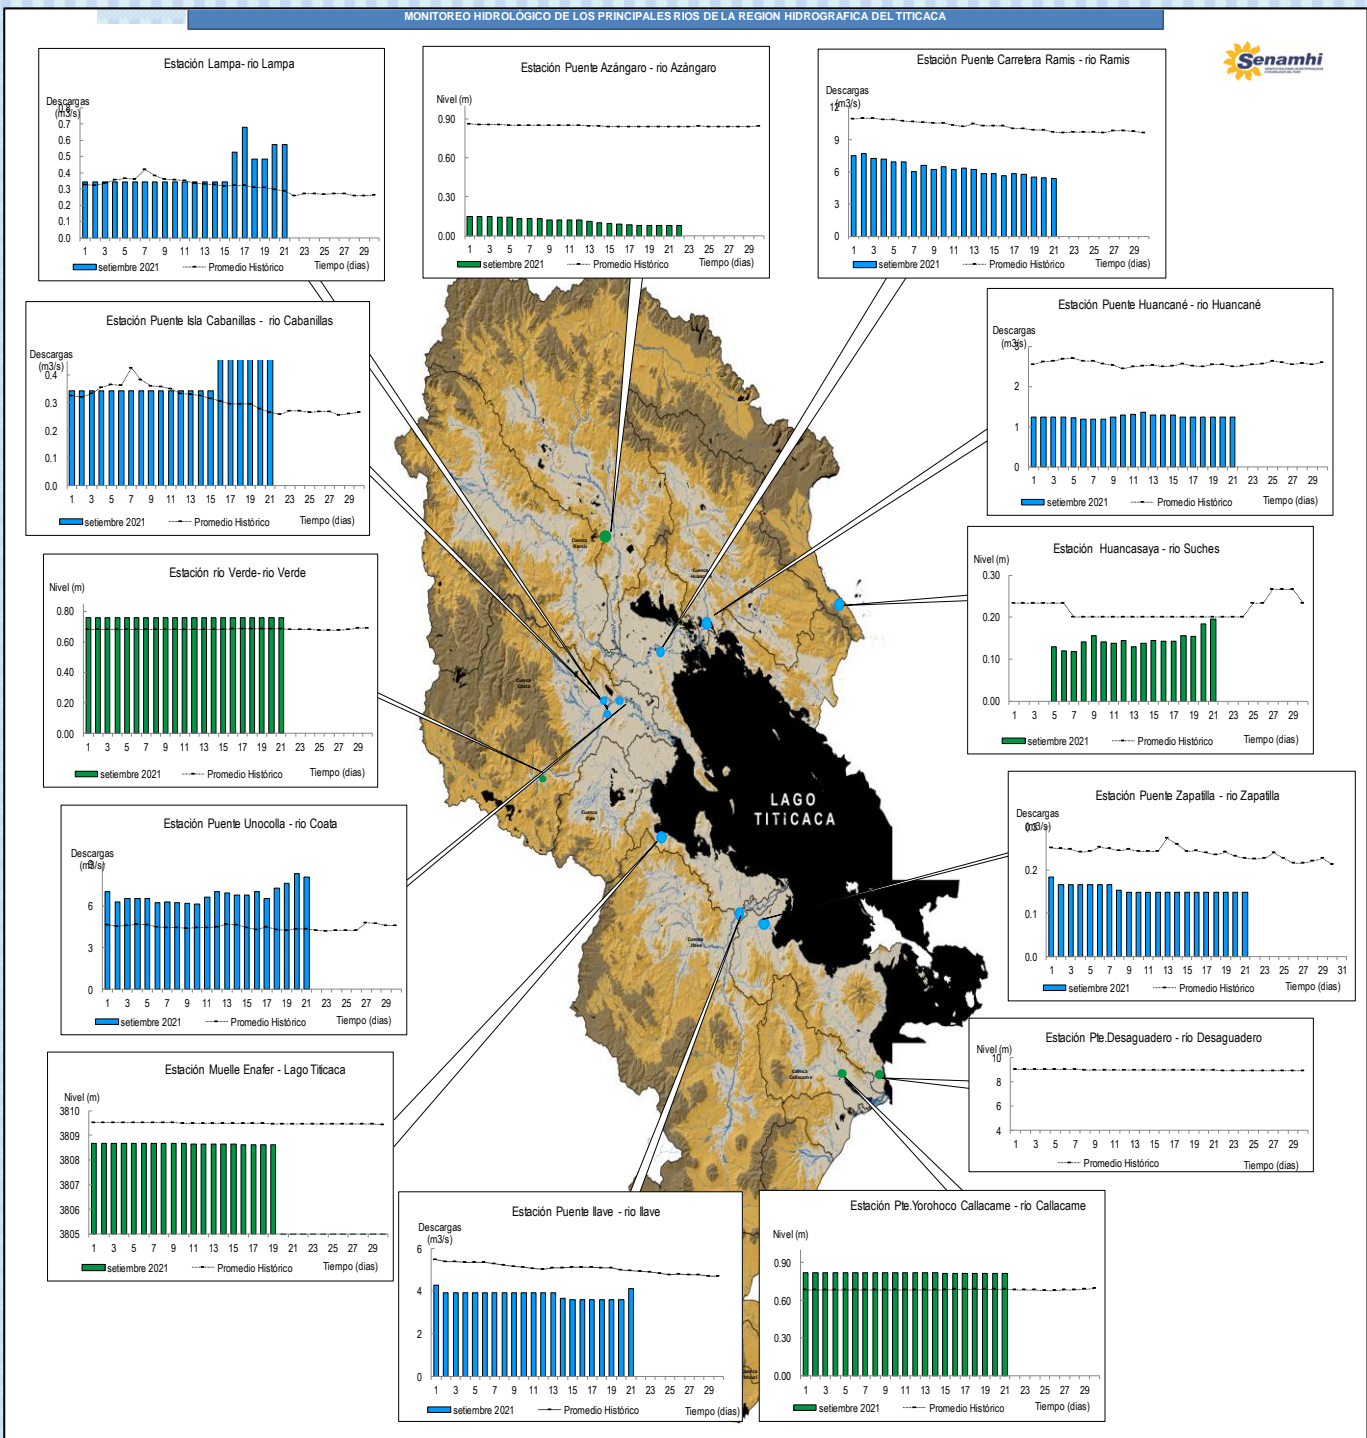 MONITOREO HIDROLÓGICO DE LOS PRINCIPALES RIOS DE LA REGION HIDROGRAFICA DEL TITICACA
Senamhi
Estación Lampa- rio Lampa
Descargas
(m3/s)
0.8
0.7
0.6
0.5
0.4
0.3
0.2
0.1
0.0
1 3 5 7 9 11 13 15 17 19 21 23 25 27 29
setiembre 2021 Promedio Histórico Tiempo (dias)
Estación Puente Azángaro - rio Azángaro
Nivel (m)
0.90
0.60
0.30
0.00
1 3 5 7 9 11 13 15 17 19 21 23 25 27 29
setiembre 2021 Promedio Histórico Tiempo (dias)
Estación Puente Carretera Ramis - rio Ramis
Descargas
(m3/s)
12
9
6
3
0
1 3 5 7 9 11 13 15 17 19 21 23 25 27 29
setiembre 2021 Promedio Histórico Tiempo (dias)
Estación Puente Isla Cabanillas - rio Cabanillas
Descargas
(m3/s)
0.4
0.3
0.2
0.1
0.0
1 3 5 7 9 11 13 15 17 19 21 23 25 27 29
setiembre 2021 Promedio Histórico Tiempo (dias)
Estación Puente Huancané - rio Huancané
Descargas
(m3/s)
3
2
1
0
1 3 5 7 9 11 13 15 17 19 21 23 25 27 29
setiembre 2021 Promedio Histórico Tiempo (dias)
Estación Huancasaya - rio Suches
Nivel (m)
0.30
0.20
0.10
0.00
1 3 5 7 9 11 13 15 17 19 21 23 25 27 29
setiembre 2021 Promedio Histórico Tiempo (dias)
Estación río Verde- rio Verde
Nivel (m)
0.80
0.60
0.40
0.20
0.00
1 3 5 7 9 11 13 15 17 19 21 23 25 27 29
setiembre 2021 Promedio Histórico Tiempo (dias)
Cuenca
Ramis
Cuenca
Cuenca
Coata
Cuenca
LAGO
TITiCACA
Cuenca
Ilave
Cuenca
Callacame
Cuenca
Estación Puente Zapatilla - rio Zapatilla
Descargas
(m3/s)
0.3
0.2
0.1
0.0
1 3 5 7 9 11 13 15 17 19 21 23 25 27 29 31
setiembre 2021 Promedio Histórico Tiempo (dias)
Estación Puente Unocolla - rio Coata
Descargas
(m3/s)
9
6
3
0
1 3 5 7 9 11 13 15 17 19 21 23 25 27 29
setiembre 2021 Promedio Histórico Tiempo (dias)
Estación Pte.Desaguadero - río Desaguadero
Nivel (m)
10
8
6
4
1 3 5 7 9 11 13 15 17 19 21 23 25 27 29
Promedio Histórico Tiempo (dias)
Estación Muelle Enafer - Lago Titicaca
Nivel (m)
3810
3809
3808
3807
3806
3805
1 3 5 7 9 11 13 15 17 19 21 23 25 27 29
setiembre 2021 Promedio Histórico Tiempo (dias)
Estación Puente Ilave - rio Ilave
Descargas
(m3/s)
6
4
2
0
1 3 5 7 9 11 13 15 17 19 21 23 25 27 29
setiembre 2021 Promedio Histórico Tiempo (dias)
Estación Pte.Yorohoco Callacame - río Callacame
Nivel (m)
0.90
0.60
0.30
0.00
1 3 5 7 9 11 13 15 17 19 21 23 25 27 29
setiembre 2021 Promedio Histórico Tiempo (dias)